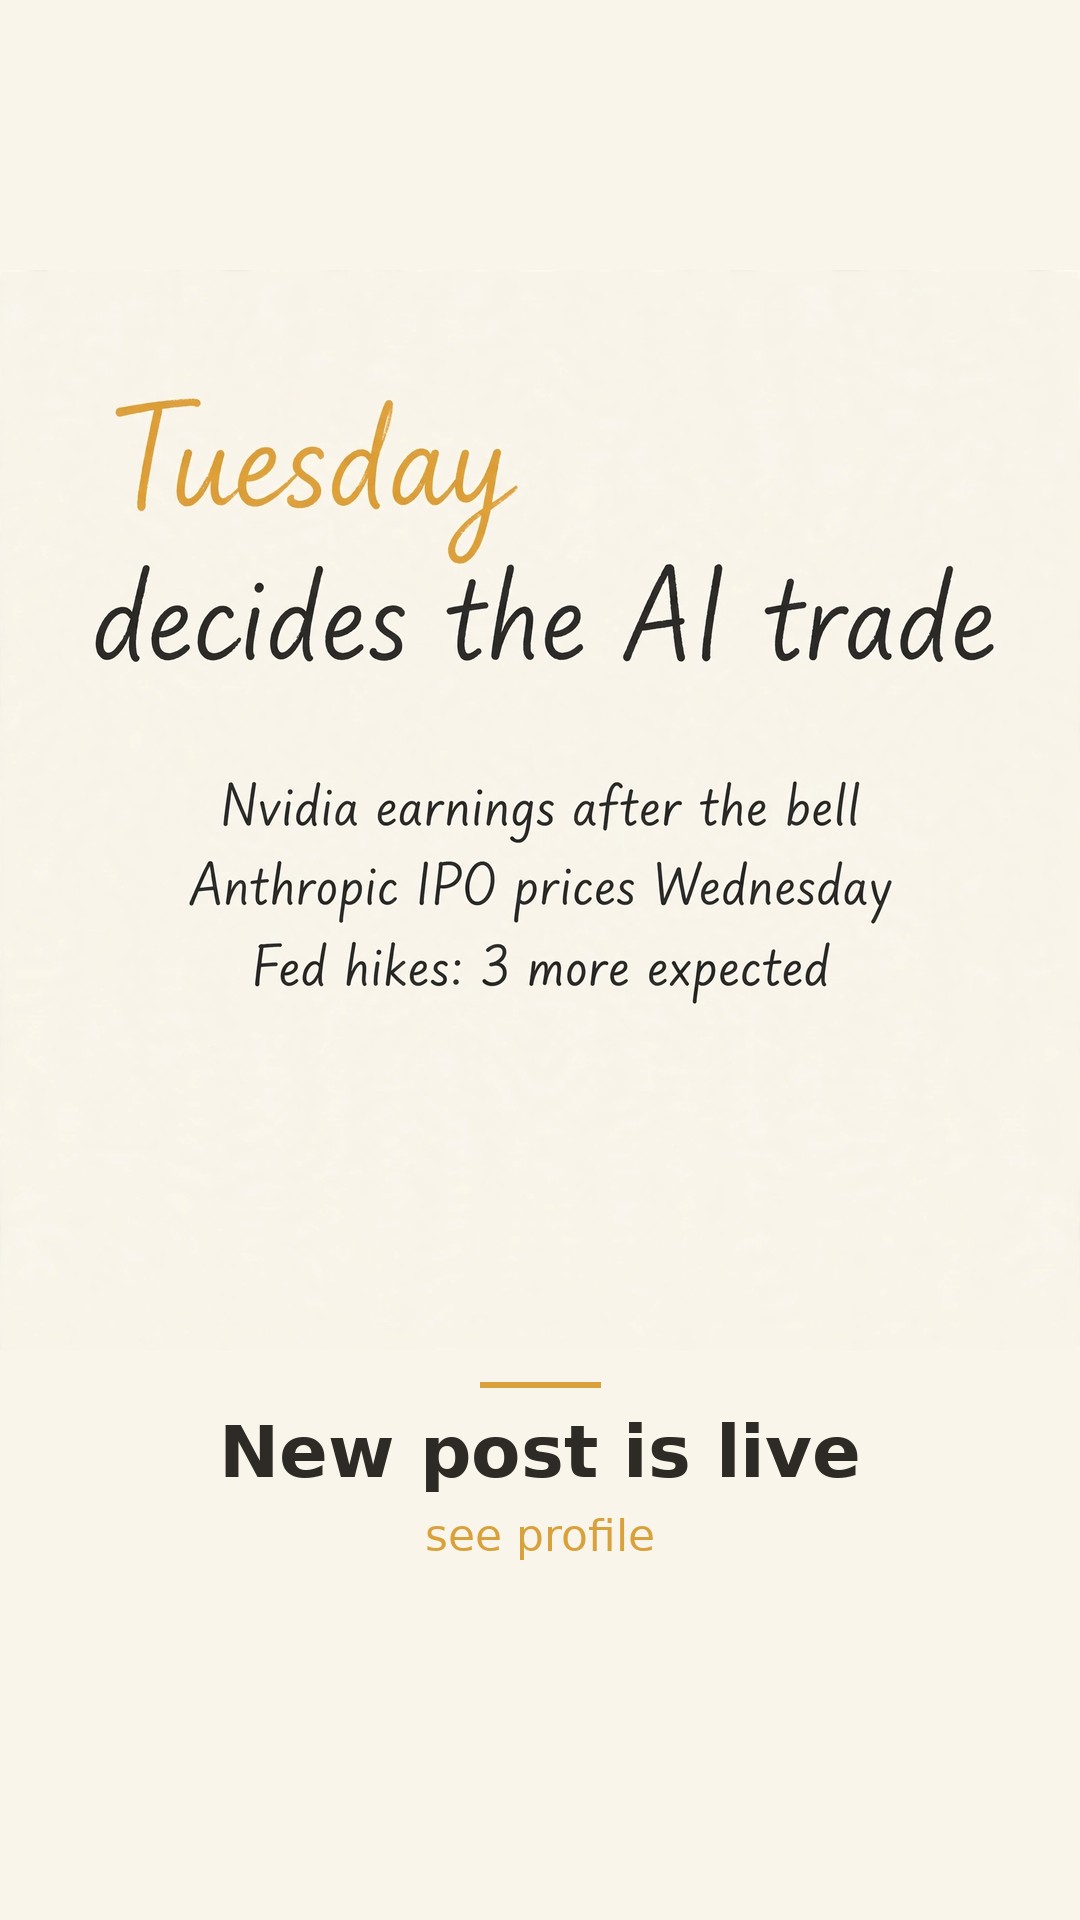 Tuesday
decides the AI trade
Nvidia earnings after the bell
Anthropic IPO prices Wednesday
Fed hikes: 3 more expected
New post is live
see profile